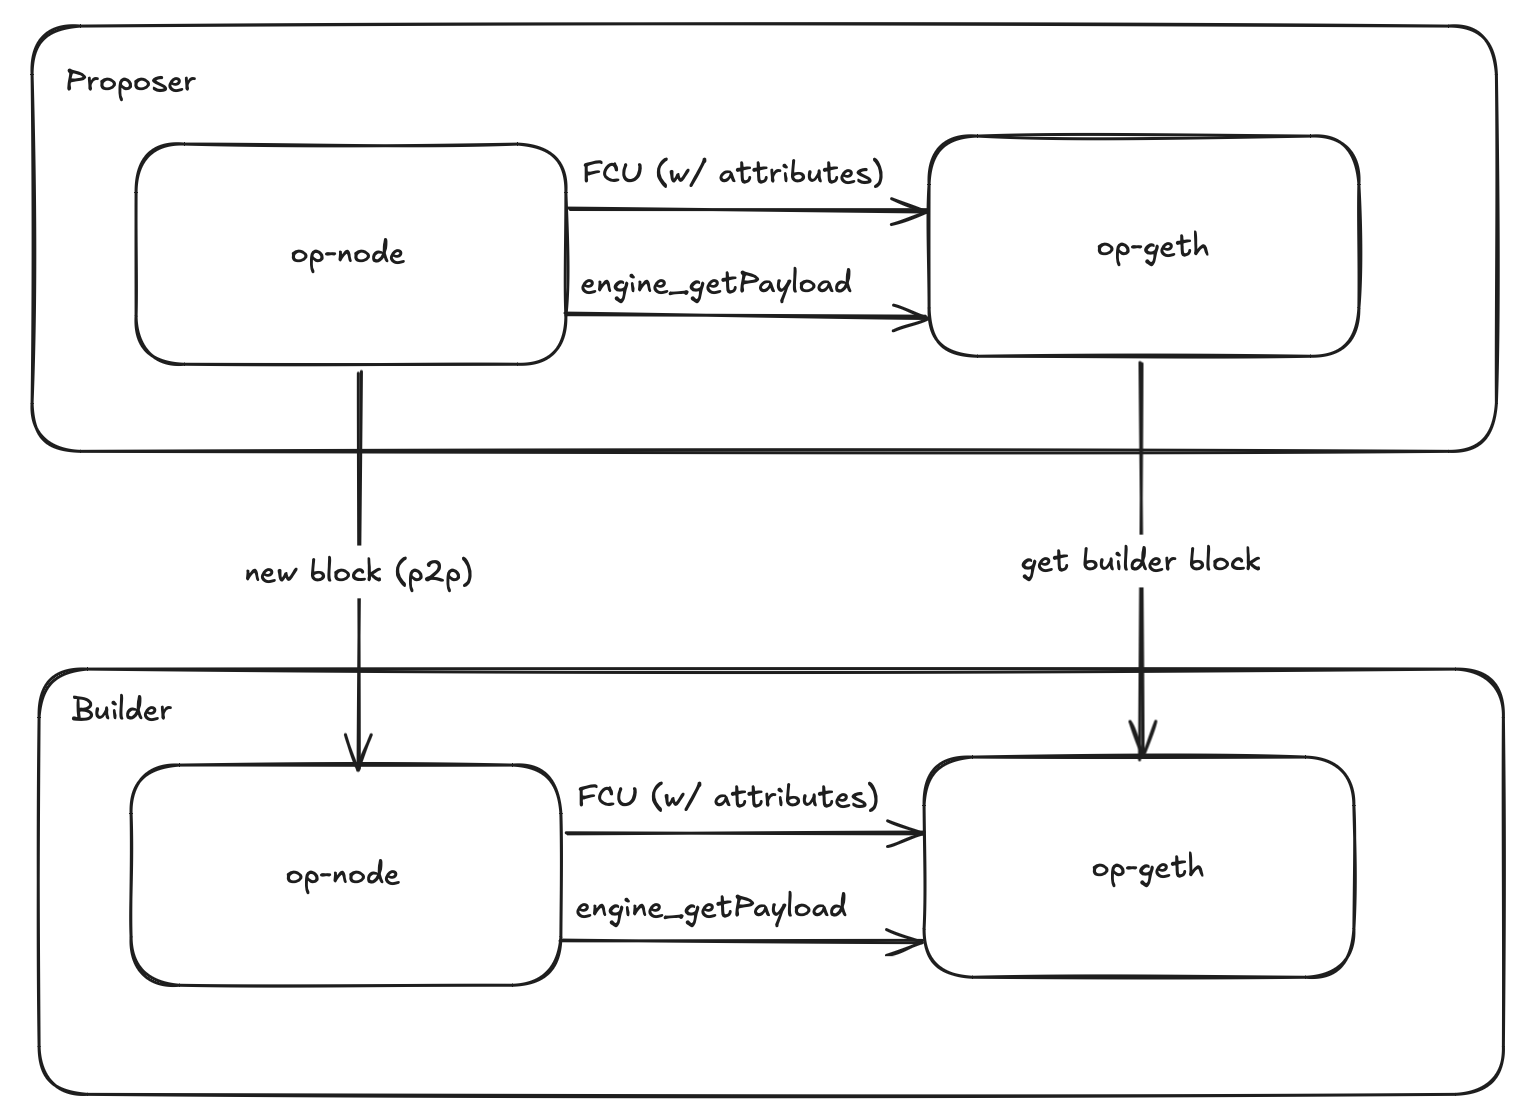 Proposer
FCU (w/ attributes)
op-node
op-geth
engine_getPayload
new block (p2p)
get builder block
Builder
FCU (w/ attributes)
op-node
op-geth
engine_getPayload